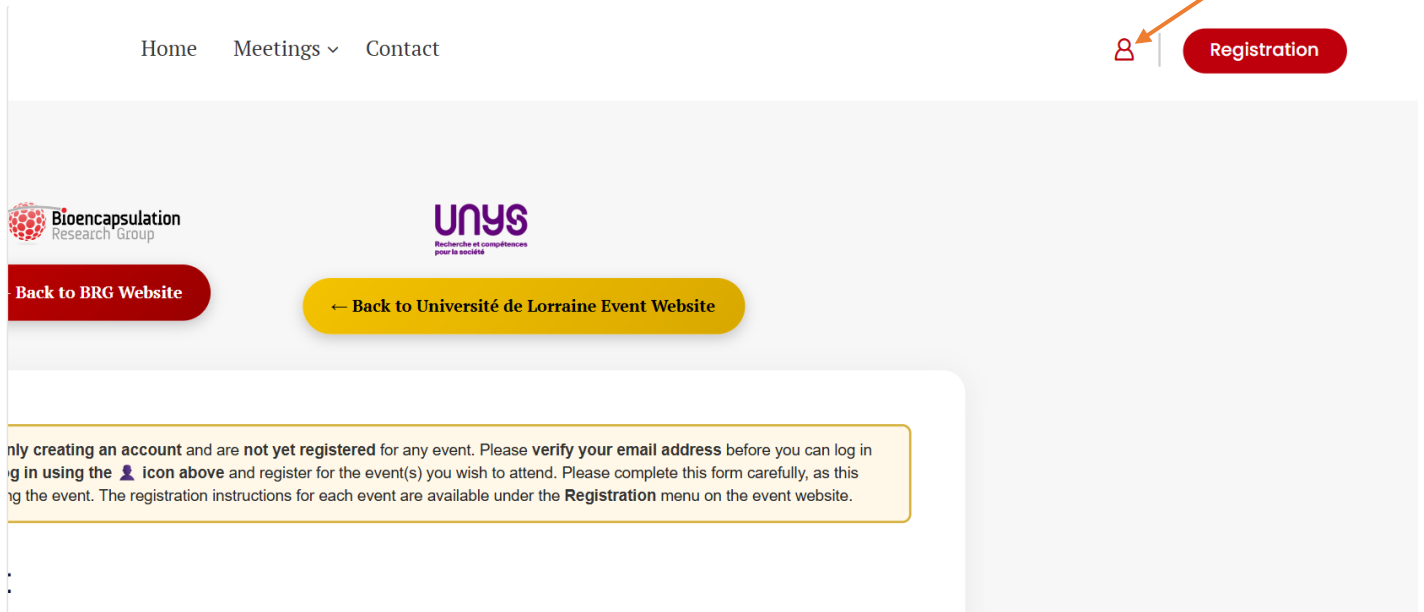 Home Meetings Contact Registration
Bioencapsulation
Research Group
unys
Recherche et compétences
pour la société
Back to BRG Website
← Back to Université de Lorraine Event Website
nly creating an account and are not yet registered for any event. Please verify your email address before you can log in
g in using the icon above and register for the event(s) you wish to attend. Please complete this form carefully, as this
ng the event. The registration instructions for each event are available under the Registration menu on the event website.
: